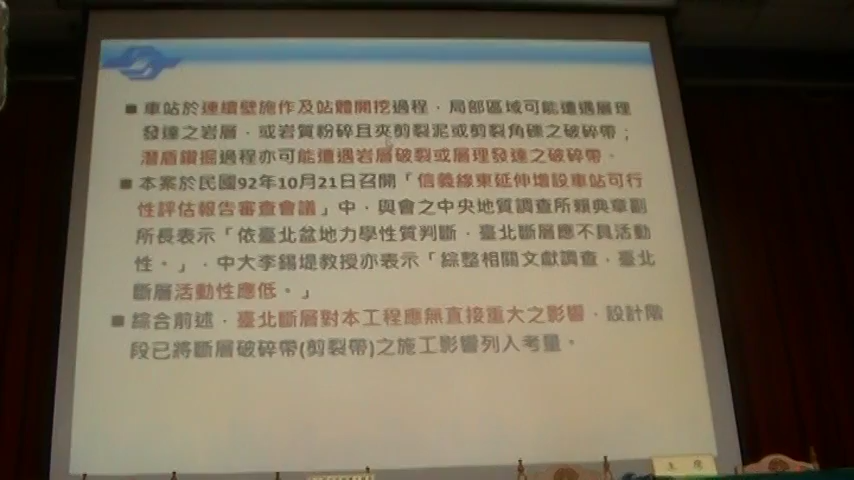 ■ 車站於連續壁施作及站體開挖過程，局部區域可能遭遇層理
發達之岩層，或岩質粉碎且夾剪裂泥或剪裂角礫之破碎帶；
潛盾鑽掘過程亦可能遭遇岩層破裂或層理發達之破碎帶。
■ 本案於民國92年10月21日召開「信義線東延伸增設車站可行
性評估報告審查會議」中，與會之中央地質調查所賴典章副
所長表示「依臺北盆地力學性質判斷，臺北斷層應不具活動
性。」，中大李錫堤教授亦表示「綜整相關文獻調查，臺北
斷層活動性應低。」
■ 綜合前述，臺北斷層對本工程應無直接重大之影響，設計階
段已將斷層破碎帶(剪裂帶)之施工影響列入考量。
主席